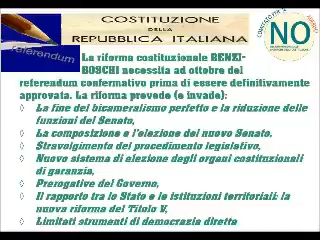 COSTITUZIONE
DELLA
REPUBBLICA ITALIANA
referendum
NO
La riforma costituzionale RENZI-
BOSCHI necessita ad ottobre del
referendum confermativo prima di essere definitivamente
approvata. La riforma prevede (e invade):
◊ La fine del bicameralismo perfetto e la riduzione delle
funzioni del Senato,
◊ La composizione e l'elezione del nuovo Senato.
◊ Stravolgimento del procedimento legislativo,
◊ Nuovo sistema di elezione degli organi costituzionali
di garanzia,
◊ Prerogative del Governo,
◊ Il rapporto tra lo Stato e le istituzioni territoriali: la
nuova riforma del Titolo V,
◊ Limitati strumenti di democrazia diretta